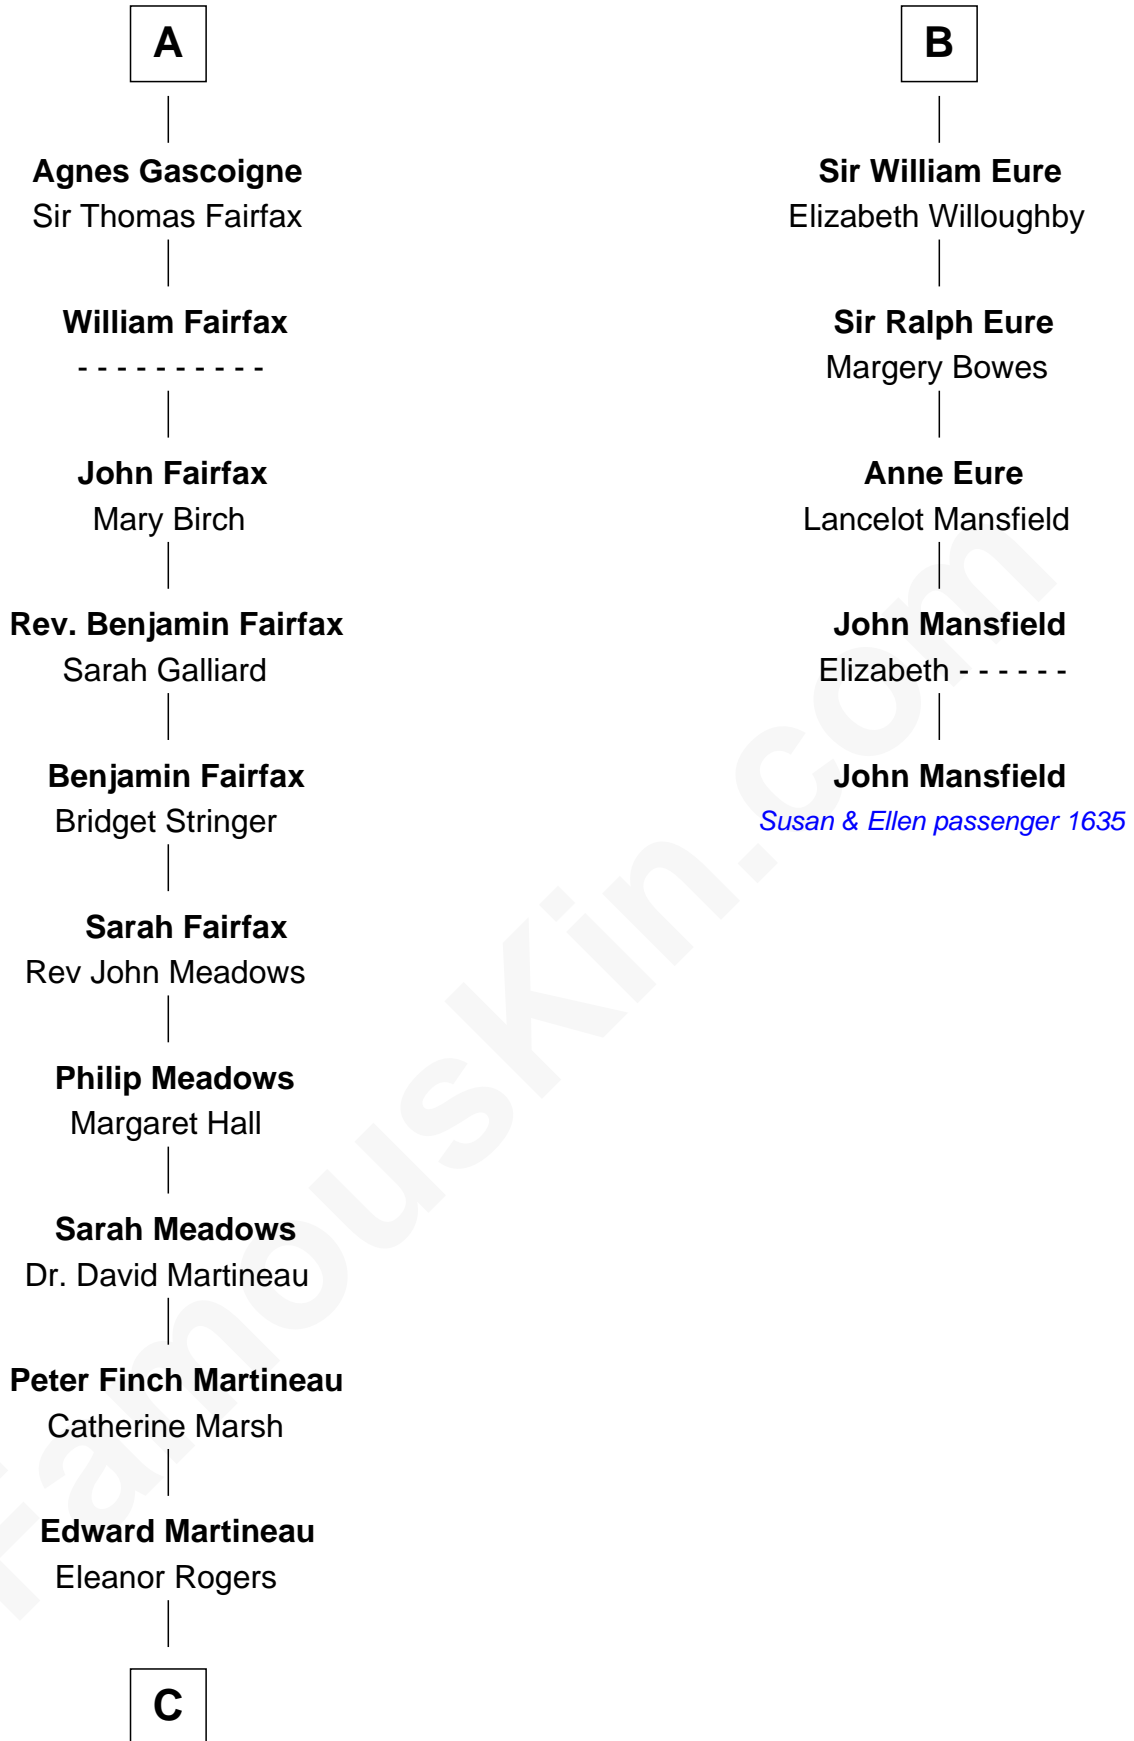 A
Agnes Gascoigne
Sir Thomas Fairfax
William Fairfax
- - - - - - - - - -
John Fairfax
Mary Birch
Rev. Benjamin Fairfax
Sarah Galliard
Benjamin Fairfax
Bridget Stringer
Sarah Fairfax
Rev John Meadows
Philip Meadows
Margaret Hall
Sarah Meadows
Dr. David Martineau
Peter Finch Martineau
Catherine Marsh
Edward Martineau
Eleanor Rogers
C
B
Sir William Eure
Elizabeth Willoughby
Sir Ralph Eure
Margery Bowes
Anne Eure
Lancelot Mansfield
John Mansfield
Elizabeth - - - - - -
John Mansfield
Susan & Ellen passenger 1635
FamousKin.com